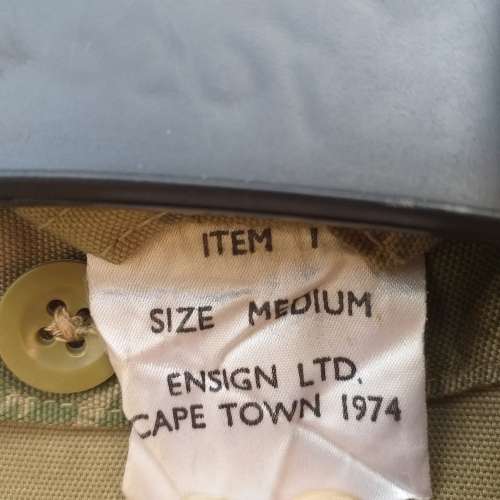 ITEM 1
SIZE MEDIUM
ENSIGN LTD.
CAPE TOWN 1974